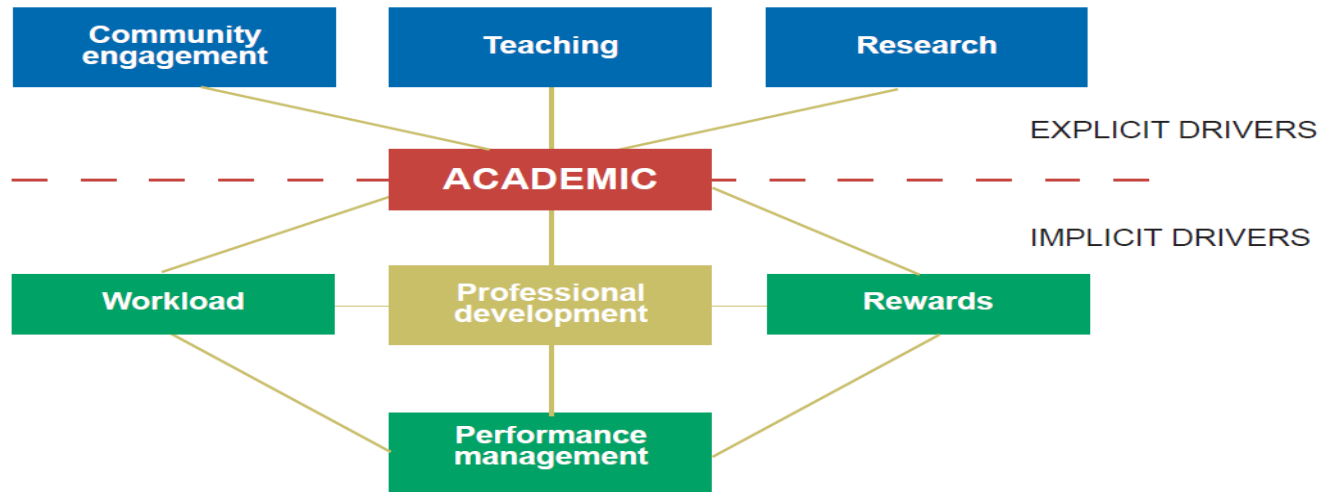 Community
engagement
Teaching
Research
EXPLICIT DRIVERS
ACADEMIC
IMPLICIT DRIVERS
Workload
Professional
development
Rewards
Performance
management